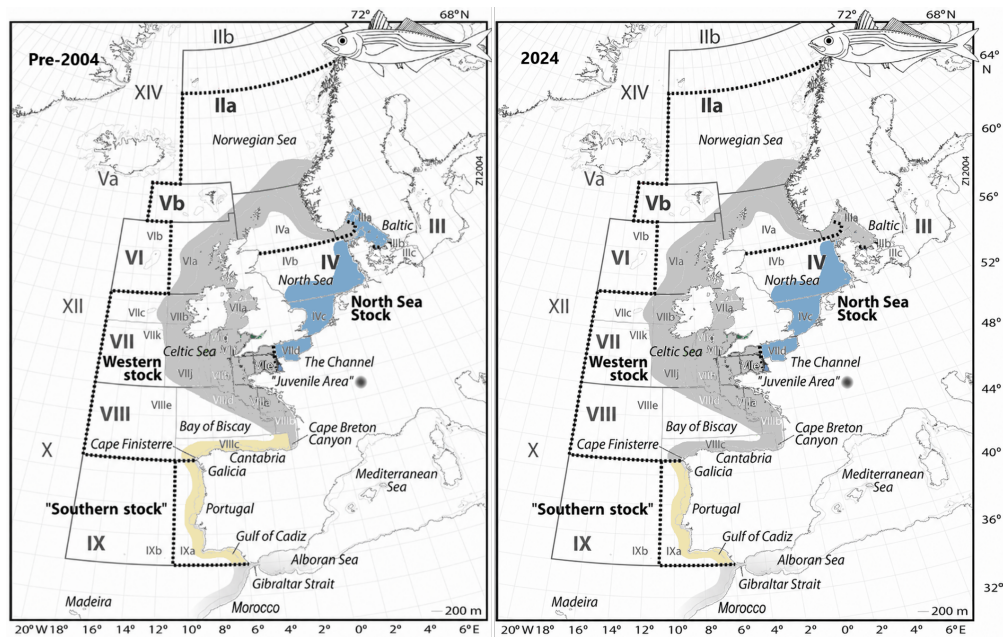 72° 68°N
Pre-2004
IIb
XIV
IIa
Norwegian Sea
Va
Vb
Z12004
IIIa
Baltic
III
IVa
VIb
VI
VIa
IVb
IV
IIIb
IIIc
North Sea
XII
VIIb
VIIa
IVc
North Sea
Stock
VIIk
VII
Celtic Sea
VIId
Western
stock
VIIj
VIIe
The Channel
"Juvenile Area"
VIIIe
VIII
VIIId
VIIIa
VIIIb
Bay of Biscay
Cape Breton
Canyon
X
Cape Finisterre
VIIIc
Cantabria
Galicia
Mediterranean
Sea
"Southern stock"
Portugal
Gulf of Cadiz
IX
IXb
IXa
Alboran Sea
Gibraltar Strait
Madeira
Morocco
200 m
20°W 18° 16° 14° 12° 10° 8° 6° 4° 2° 0° 2° 4° 6°E
72° 68°N
2024
IIb
64°
N
XIV
IIa
Norwegian Sea
60°
Va
Vb
Z12004
56°
IIIa
Baltic
III
IVa
VIb
VI
VIa
IVb
IV
IIIb
IIIc
52°
North Sea
XII
VIIb
VIIa
IVc
North Sea
Stock
48°
VIIk
VII
Celtic Sea
VIId
Western
stock
VIIj
VIIe
The Channel
"Juvenile Area"
44°
VIIIe
VIII
VIIId
VIIIa
VIIIb
Bay of Biscay
Cape Breton
Canyon
X
Cape Finisterre
VIIIc
Cantabria
40°
Galicia
Mediterranean
Sea
"Southern stock"
Portugal
36°
Gulf of Cadiz
IX
IXb
IXa
Alboran Sea
Gibraltar Strait
32°
Madeira
Morocco
200 m
20°W 18° 16° 14° 12° 10° 8° 6° 4° 2° 0° 2° 4° 6°E